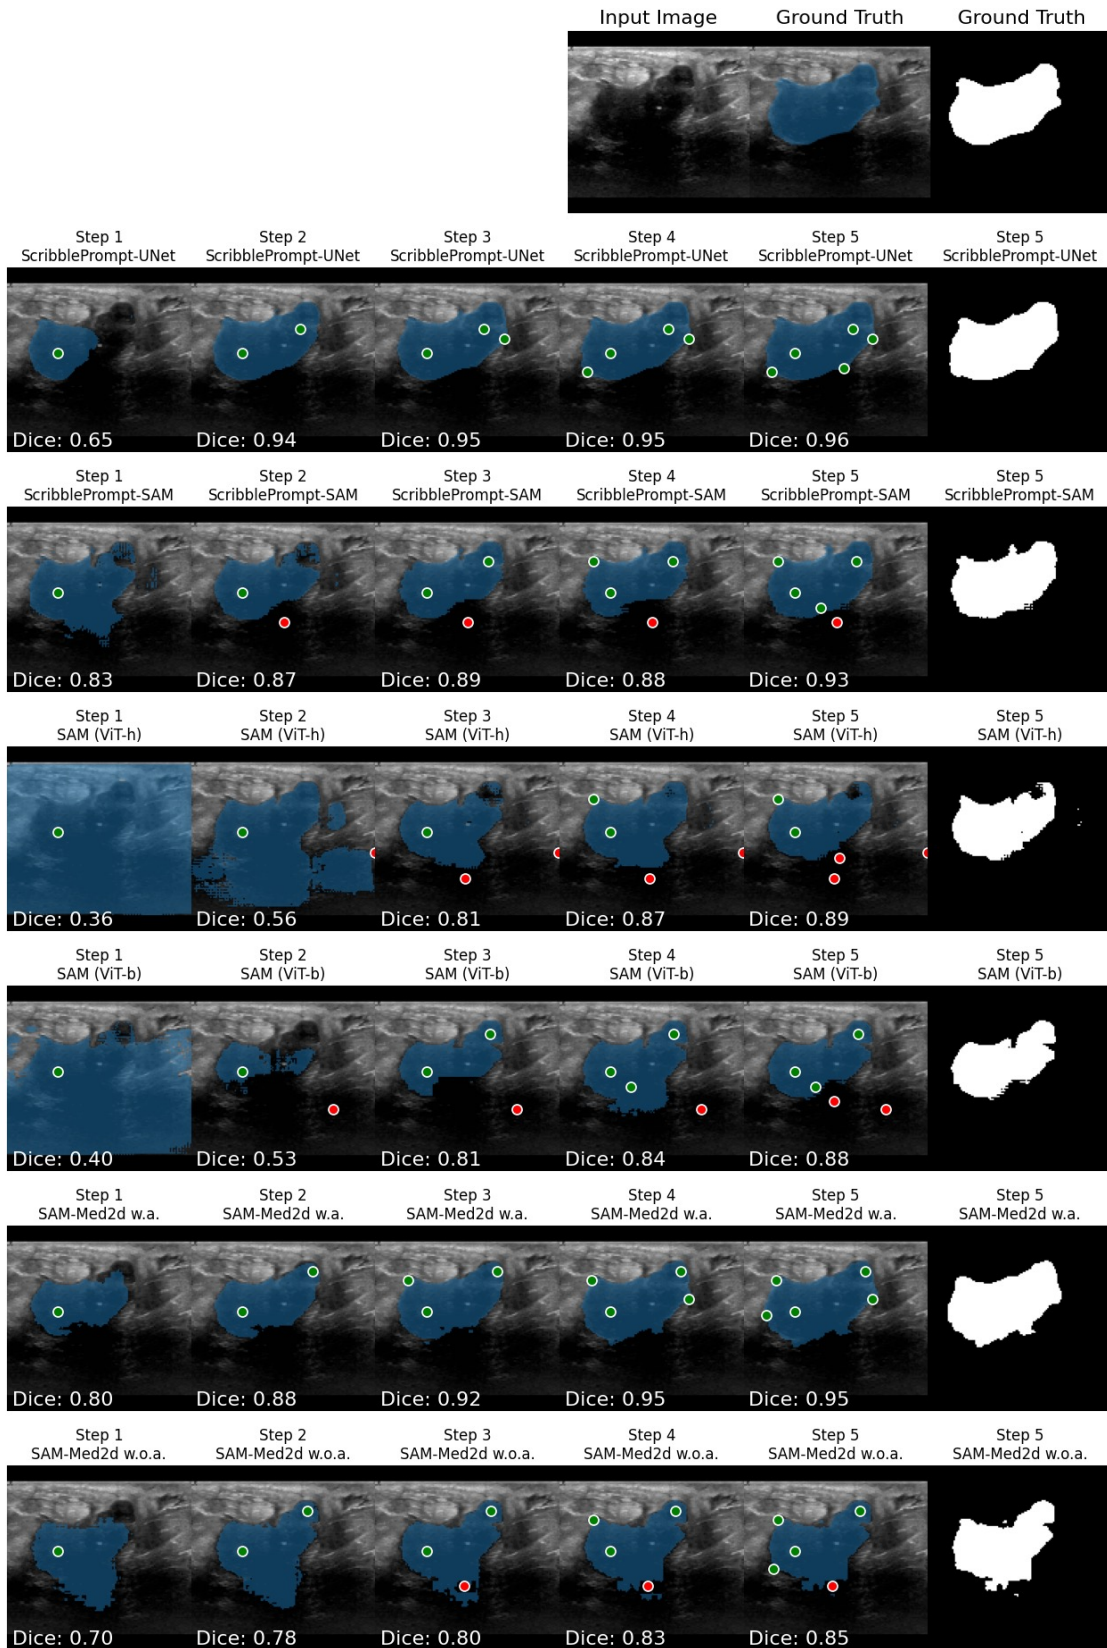 Input Image Ground Truth Ground Truth
Step 1 Step 2 Step 3 Step 4 Step 5 Step 5
ScribblePrompt-UNet ScribblePrompt-UNet ScribblePrompt-UNet ScribblePrompt-UNet ScribblePrompt-UNet ScribblePrompt-UNet
Dice: 0.65 Dice: 0.94 Dice: 0.95 Dice: 0.95 Dice: 0.96
Step 1 Step 2 Step 3 Step 4 Step 5 Step 5
ScribblePrompt-SAM ScribblePrompt-SAM ScribblePrompt-SAM ScribblePrompt-SAM ScribblePrompt-SAM ScribblePrompt-SAM
Dice: 0.83 Dice: 0.87 Dice: 0.89 Dice: 0.88 Dice: 0.93
Step 1 Step 2 Step 3 Step 4 Step 5 Step 5
SAM (ViT-h) SAM (ViT-h) SAM (ViT-h) SAM (ViT-h) SAM (ViT-h) SAM (ViT-h)
Dice: 0.36 Dice: 0.56 Dice: 0.81 Dice: 0.87 Dice: 0.89
Step 1 Step 2 Step 3 Step 4 Step 5 Step 5
SAM (ViT-b) SAM (ViT-b) SAM (ViT-b) SAM (ViT-b) SAM (ViT-b) SAM (ViT-b)
Dice: 0.40 Dice: 0.53 Dice: 0.81 Dice: 0.84 Dice: 0.88
Step 1 Step 2 Step 3 Step 4 Step 5 Step 5
SAM-Med2d w.a. SAM-Med2d w.a. SAM-Med2d w.a. SAM-Med2d w.a. SAM-Med2d w.a. SAM-Med2d w.a.
Dice: 0.80 Dice: 0.88 Dice: 0.92 Dice: 0.95 Dice: 0.95
Step 1 Step 2 Step 3 Step 4 Step 5 Step 5
SAM-Med2d w.o.a. SAM-Med2d w.o.a. SAM-Med2d w.o.a. SAM-Med2d w.o.a. SAM-Med2d w.o.a. SAM-Med2d w.o.a.
Dice: 0.70 Dice: 0.78 Dice: 0.80 Dice: 0.83 Dice: 0.85